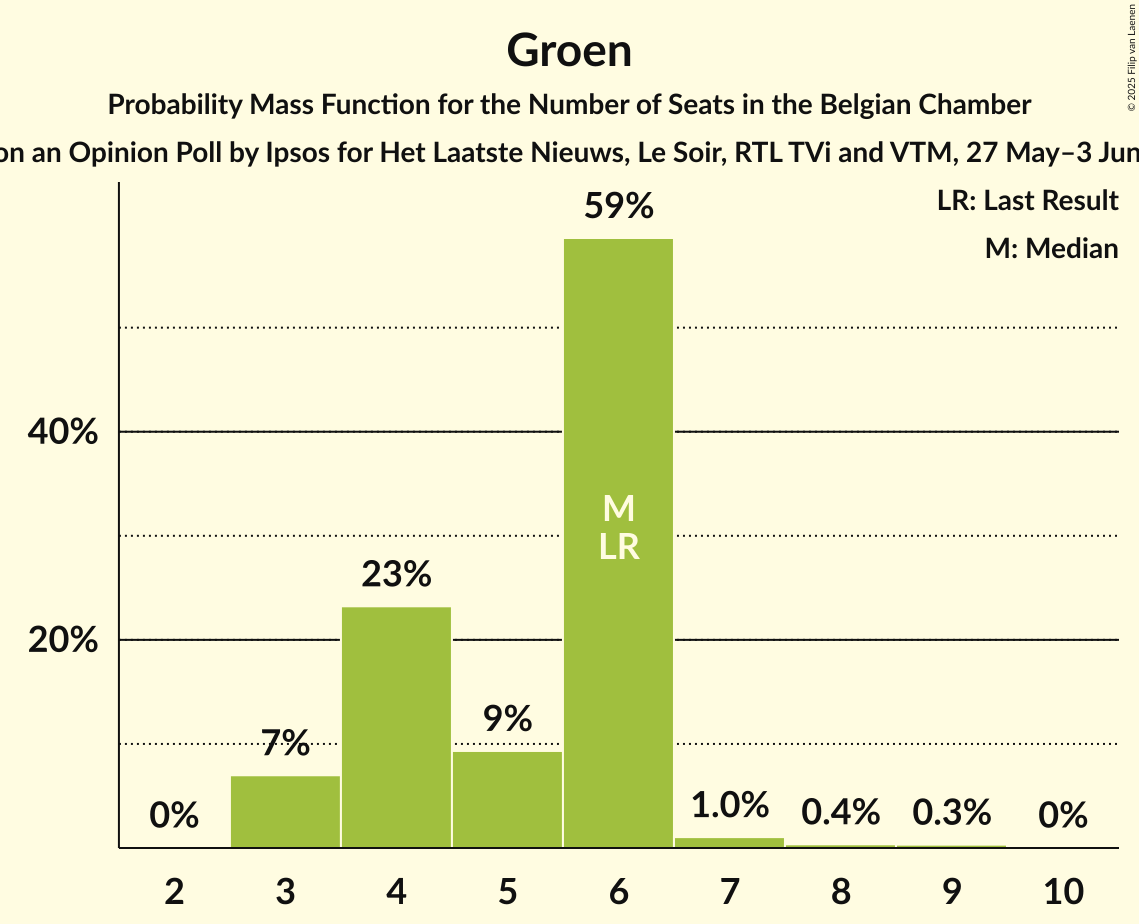 Groen
Probability Mass Function for the Number of Seats in the Belgian Chamber
on an Opinion Poll by Ipsos for Het Laatste Nieuws, Le Soir, RTL TVi and VTM, 27 May–3 Jun
© 2025 Filip van Laenen
LR: Last Result
M: Median
59%
40%
M
LR
23%
20%
9%
7%
1.0%
0.4%
0.3%
0%
0%
2 3 4 5 6 7 8 9 10